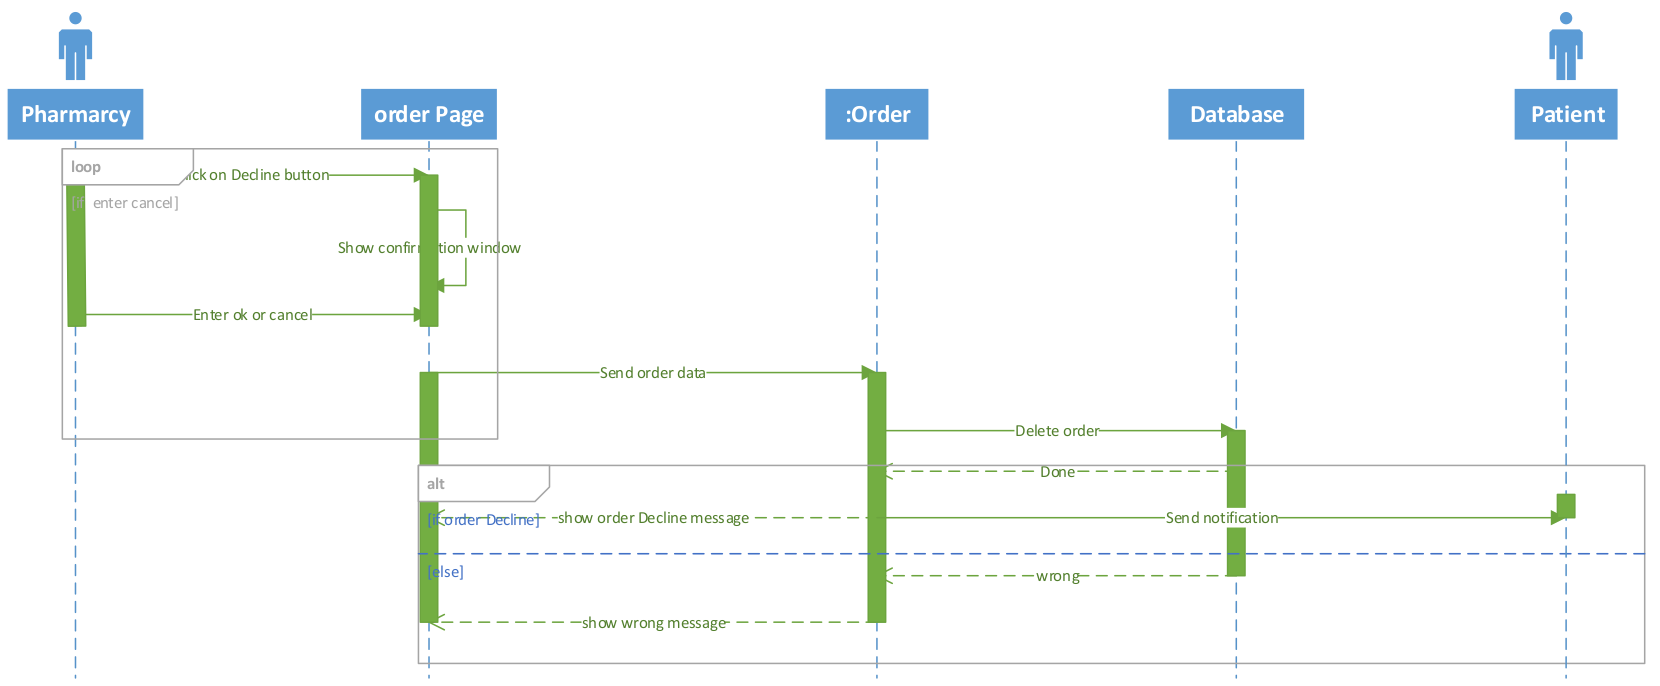 Pharmarcy
order Page
:Order
Database
Patient
loop
ick on Decline button
[if enter cancel]
Show confir tion window
Enter ok or cancel
Send order data
Delete order
Done
alt
[if order Decline]
show order Decline message
Send notification
[else]
wrong
show wrong message